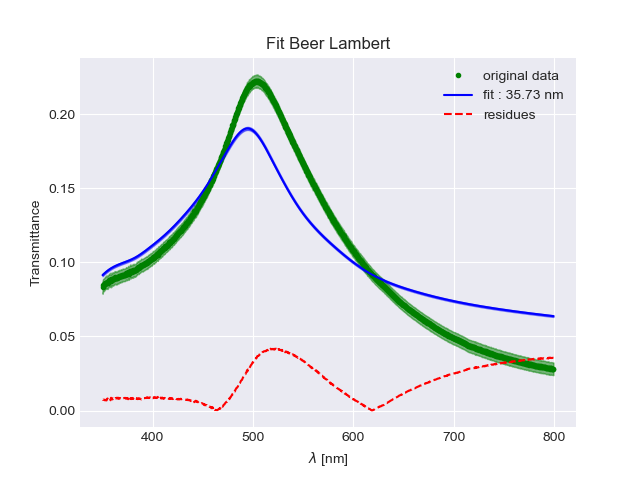 Fit Beer Lambert
original data
fit : 35.73 nm
residues
Transmittance
0.20
0.15
0.10
0.05
0.00
400 500 600 700 800
λ [nm]